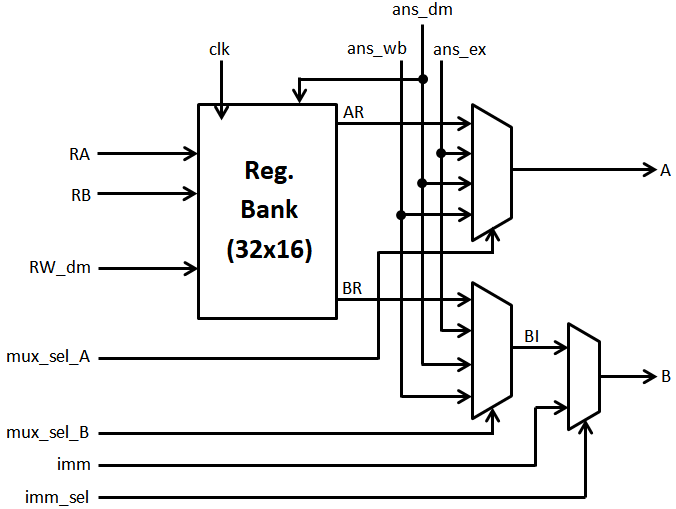 ans_dm
ans_wb
ans_ex
clk
AR
RA
A
RB
Reg.
Bank
(32x16)
RW_dm
BR
BI
mux_sel_A
B
mux_sel_B
imm
imm_sel